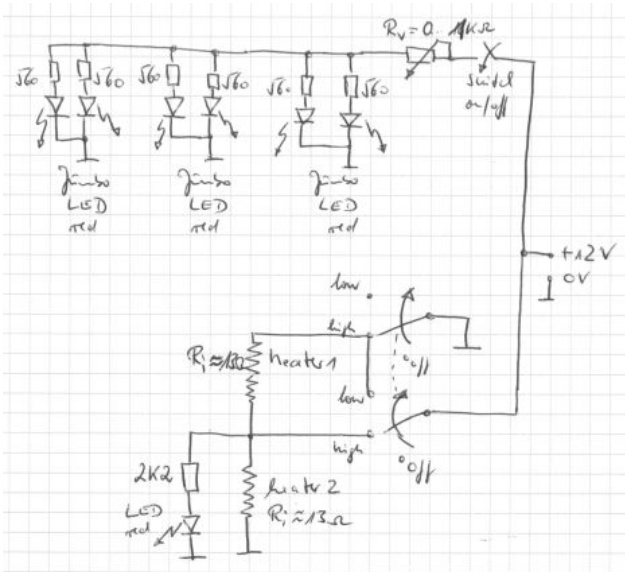 Rv = 0...1KΩ
560
560
560
560
560
560
switch
on/off
Jumbo
LED
red
Jumbo
LED
red
Jumbo
LED
red
+12V
0V
low
high
off
Ri ≈ 13Ω
heater 1
low
high
off
2K2
LED
red
heater 2
Ri ≈ 13Ω